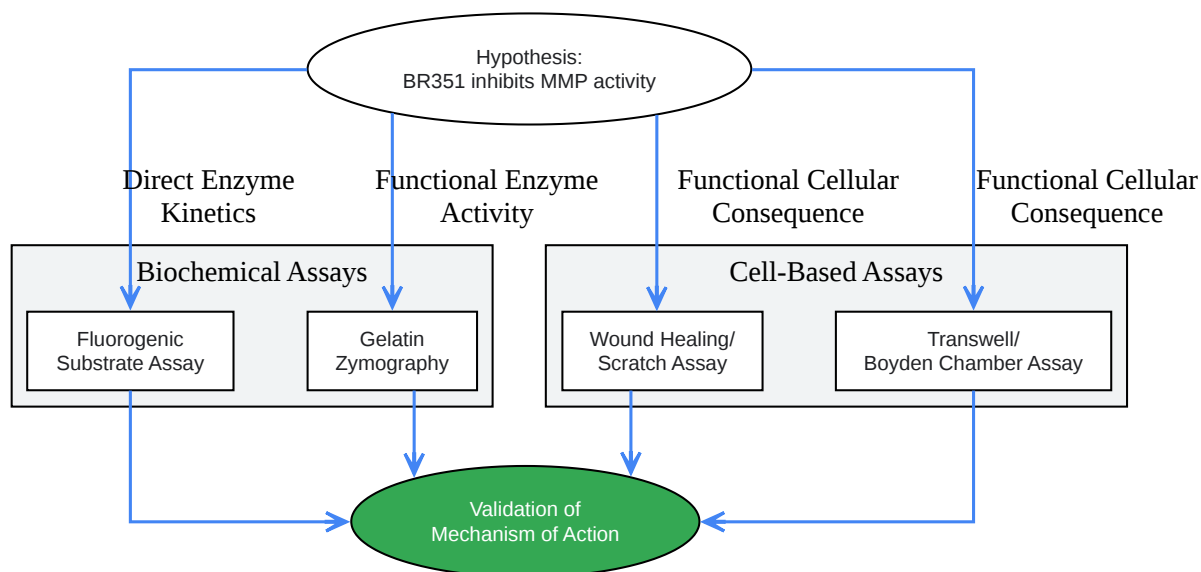 Hypothesis:
BR351 inhibits MMP activity
Direct Enzyme
Kinetics
Functional Enzyme
Activity
Functional Cellular
Consequence
Functional Cellular
Consequence
Biochemical Assays
Cell-Based Assays
Fluorogenic
Substrate Assay
Gelatin
Zymography
Wound Healing/
Scratch Assay
Transwell/
Boyden Chamber Assay
Validation of
Mechanism of Action